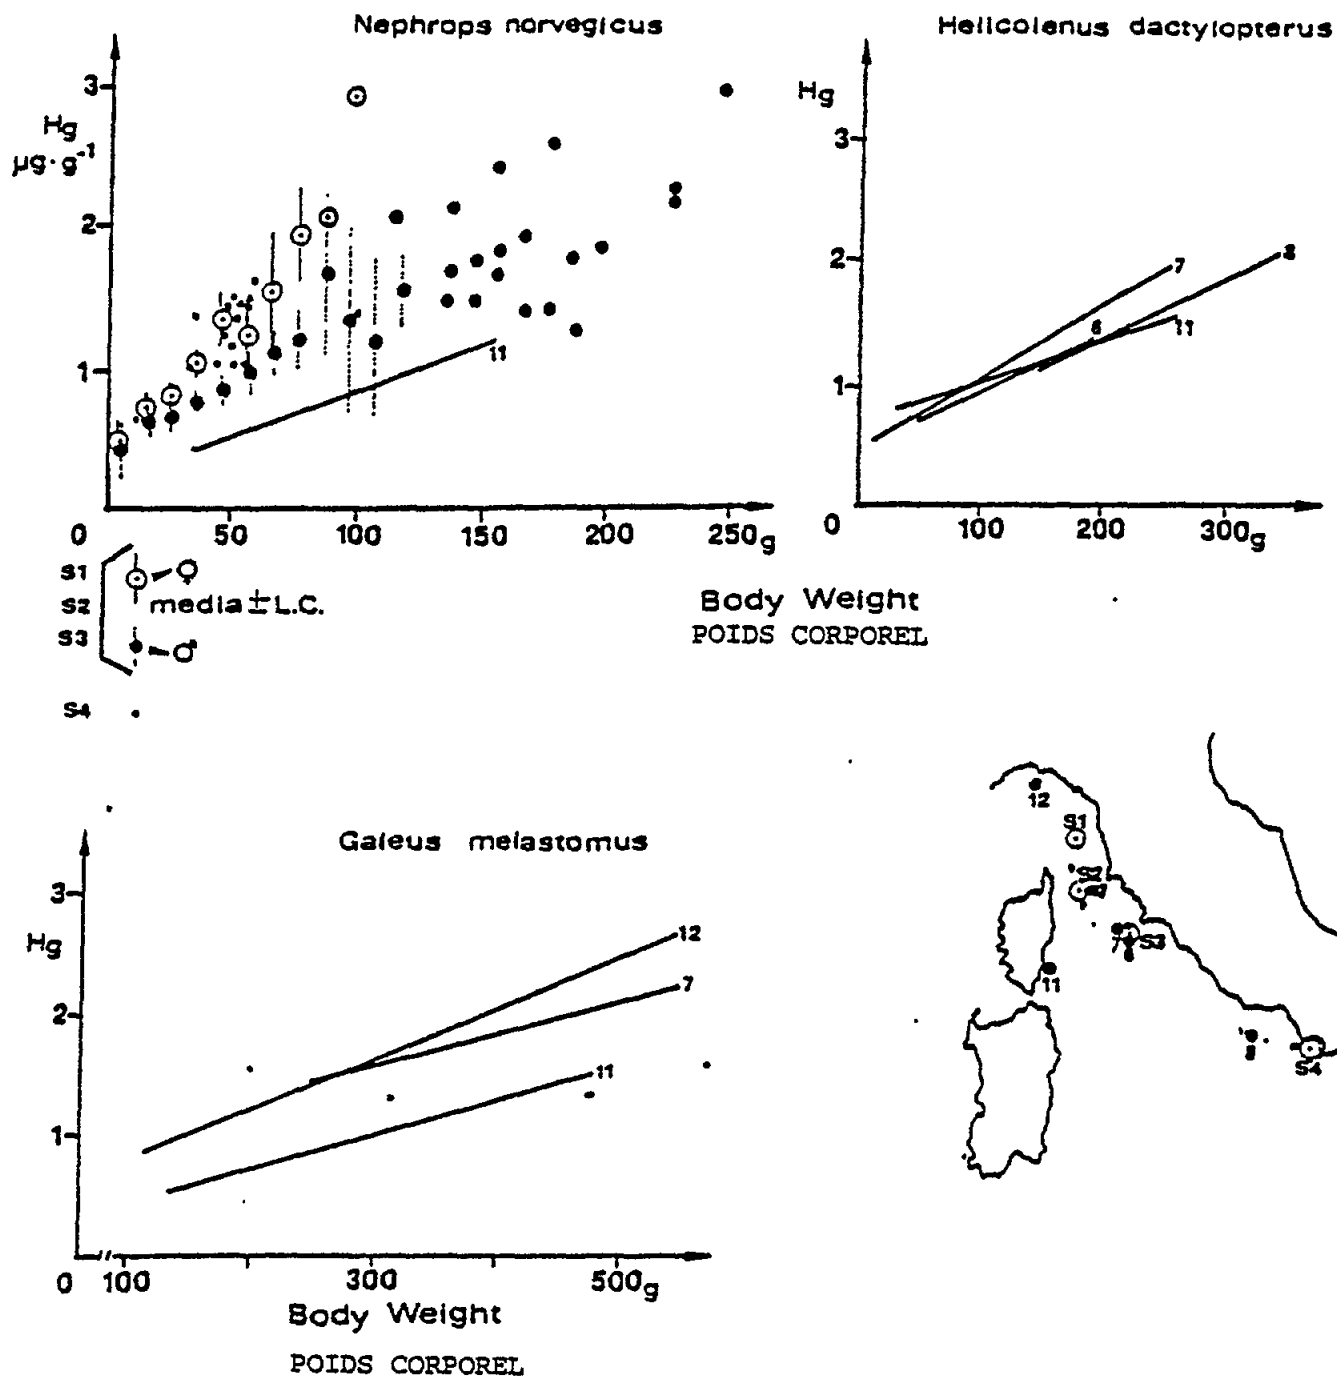 Nephrops norvegicus
Hg
µg·g⁻¹
3
2
1
0
50
100
150
200
250g
11
Helicolenus dactylopterus
Hg
3
2
1
0
100
200
300g
7
8
6
11
S1
S2
S3
♀
media ± L.C.
♂
S4
Body Weight
POIDS CORPOREL
Galeus melastomus
Hg
3
2
1
0
100
300
500g
12
7
11
Body Weight
POIDS CORPOREL
12
S1
7
S3
6
11
8
S4